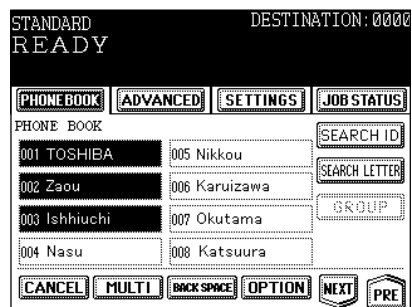 STANDARD DESTINATION:0000
READY
PHONE BOOK ADVANCED SETTINGS JOB STATUS
PHONE BOOK
SEARCH ID
001 TOSHIBA 005 Nikkou
SEARCH LETTER
002 Zaou 006 Karuizawa
GROUP
003 Ishhiuchi 007 Okutama
004 Nasu 008 Katsuura
CANCEL MULTI BACK SPACE OPTION NEXT PRE